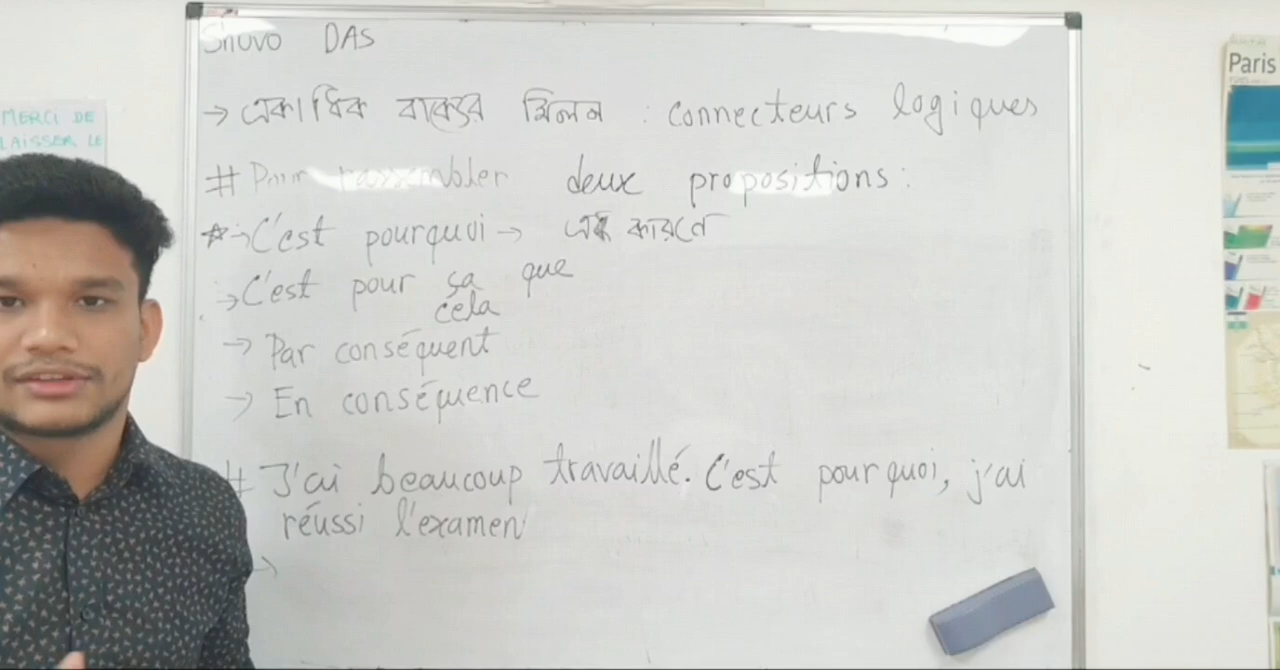 Shuvo DAS
→ একাধিক বাক্যের মিলন : connecteurs logiques
# Pour rassembler deux propositions :
☆→ C'est pourquoi → এই কারণে
→ C'est pour ça que
cela
→ Par conséquent
→ En conséquence
# J'ai beaucoup travaillé. C'est pourquoi, j'ai
réussi l'examen
→
MERCI DE
LAISSER LE
Paris